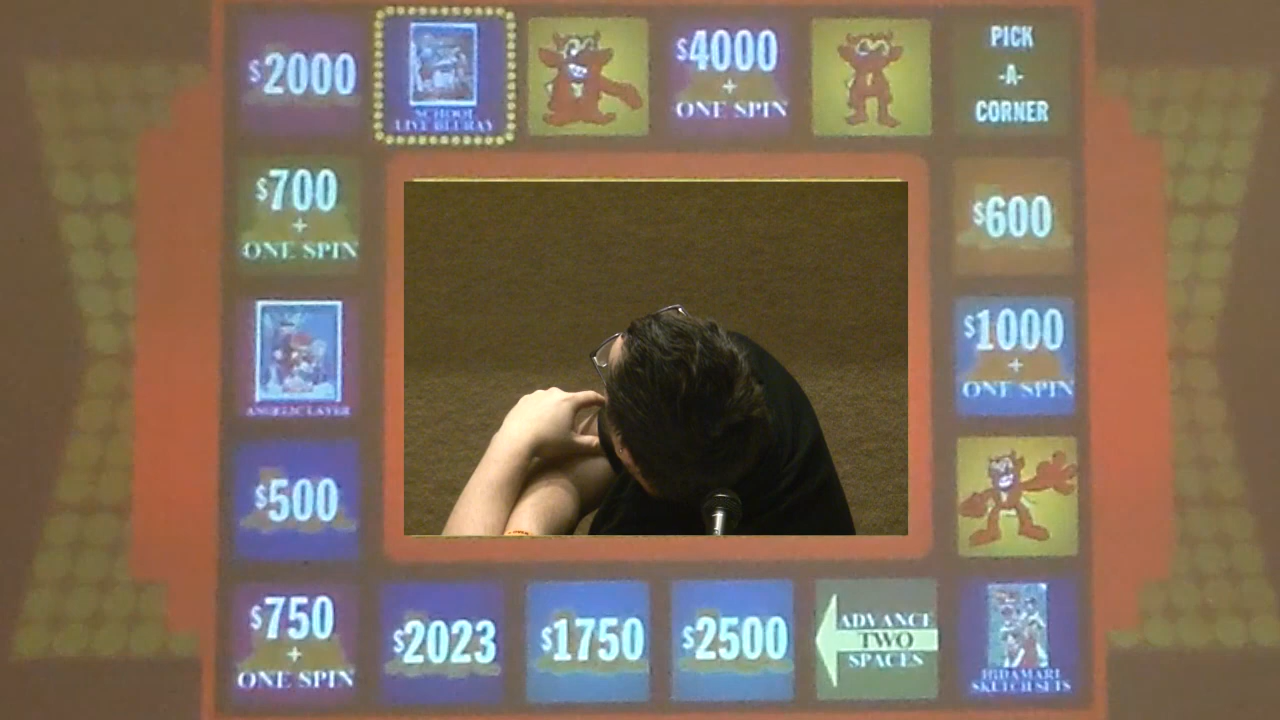 $2000
SCHOOL
LIVE BLURAY
$4000
+
ONE SPIN
PICK
-A-
CORNER
$700
+
ONE SPIN
$600
ANGELIC LAYER
$1000
+
ONE SPIN
$500
$750
+
ONE SPIN
$2023
$1750
$2500
ADVANCE
TWO
SPACES
HIDAMARI
SKETCH SETS